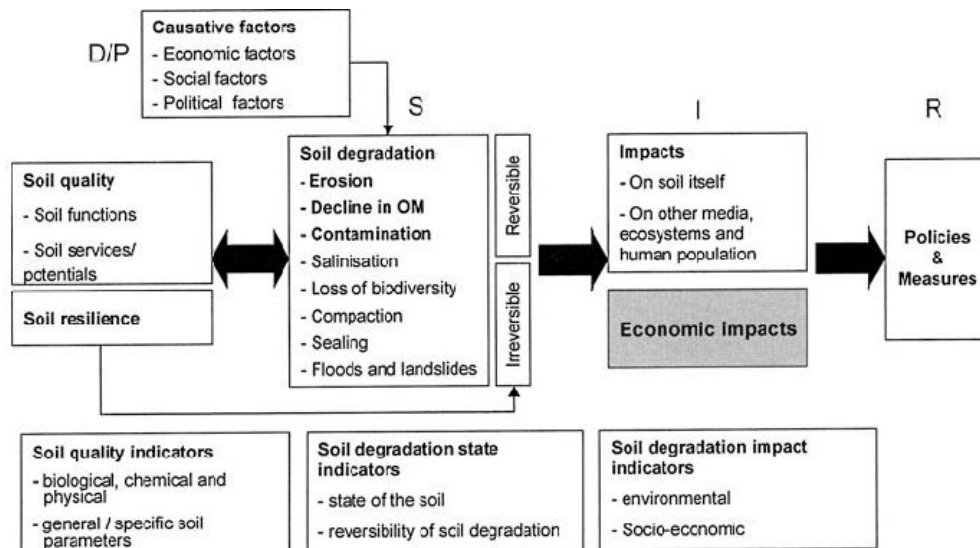 D/P
Causative factors
- Economic factors
- Social factors
- Political factors
S
I
R
Soil quality
- Soil functions
- Soil services/
potentials
Soil resilience
Soil degradation
- Erosion
- Decline in OM
- Contamination
- Salinisation
- Loss of biodiversity
- Compaction
- Sealing
- Floods and landslides
Reversible
Irreversible
Impacts
- On soil itself
- On other media,
ecosystems and
human population
Economic impacts
Policies
&
Measures
Soil quality indicators
- biological, chemical and
physical
- general / specific soil
parameters
Soil degradation state
indicators
- state of the soil
- reversibility of soil degradation
Soil degradation impact
indicators
- environmental
- Socio-economic